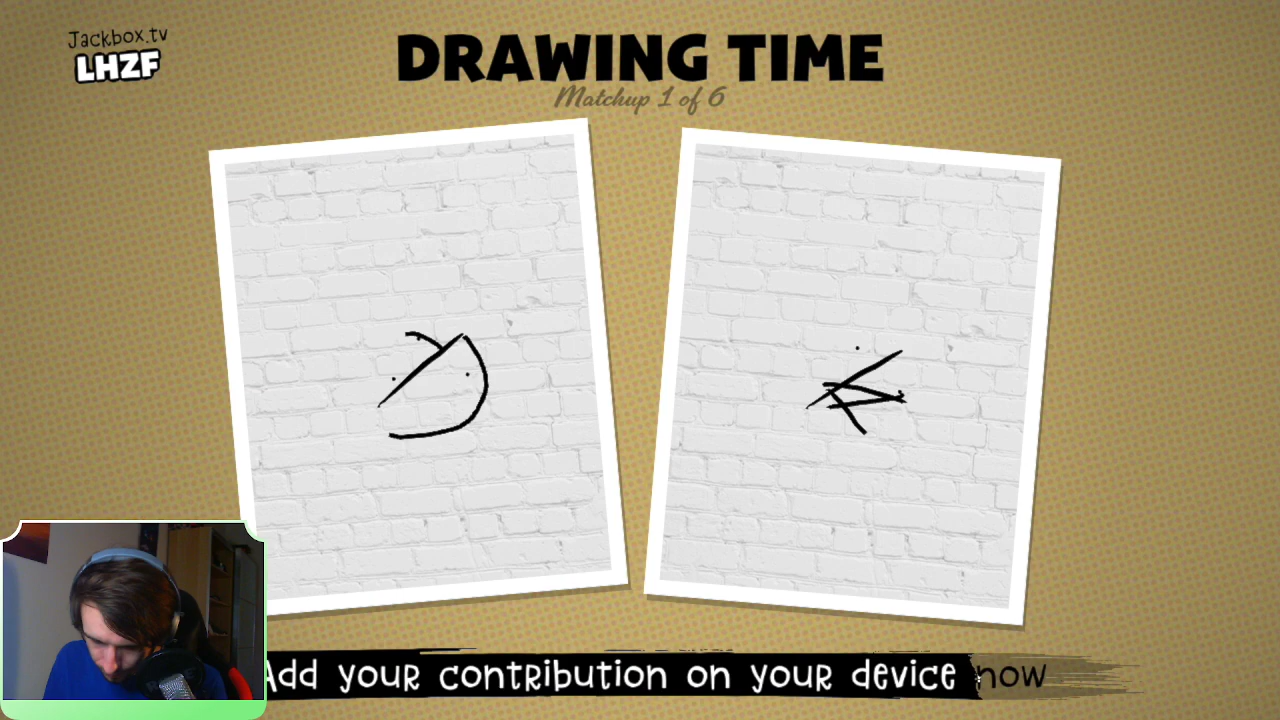 Jackbox.tv
LHZF
DRAWING TIME
Matchup 1 of 6
Add your contribution on your device now